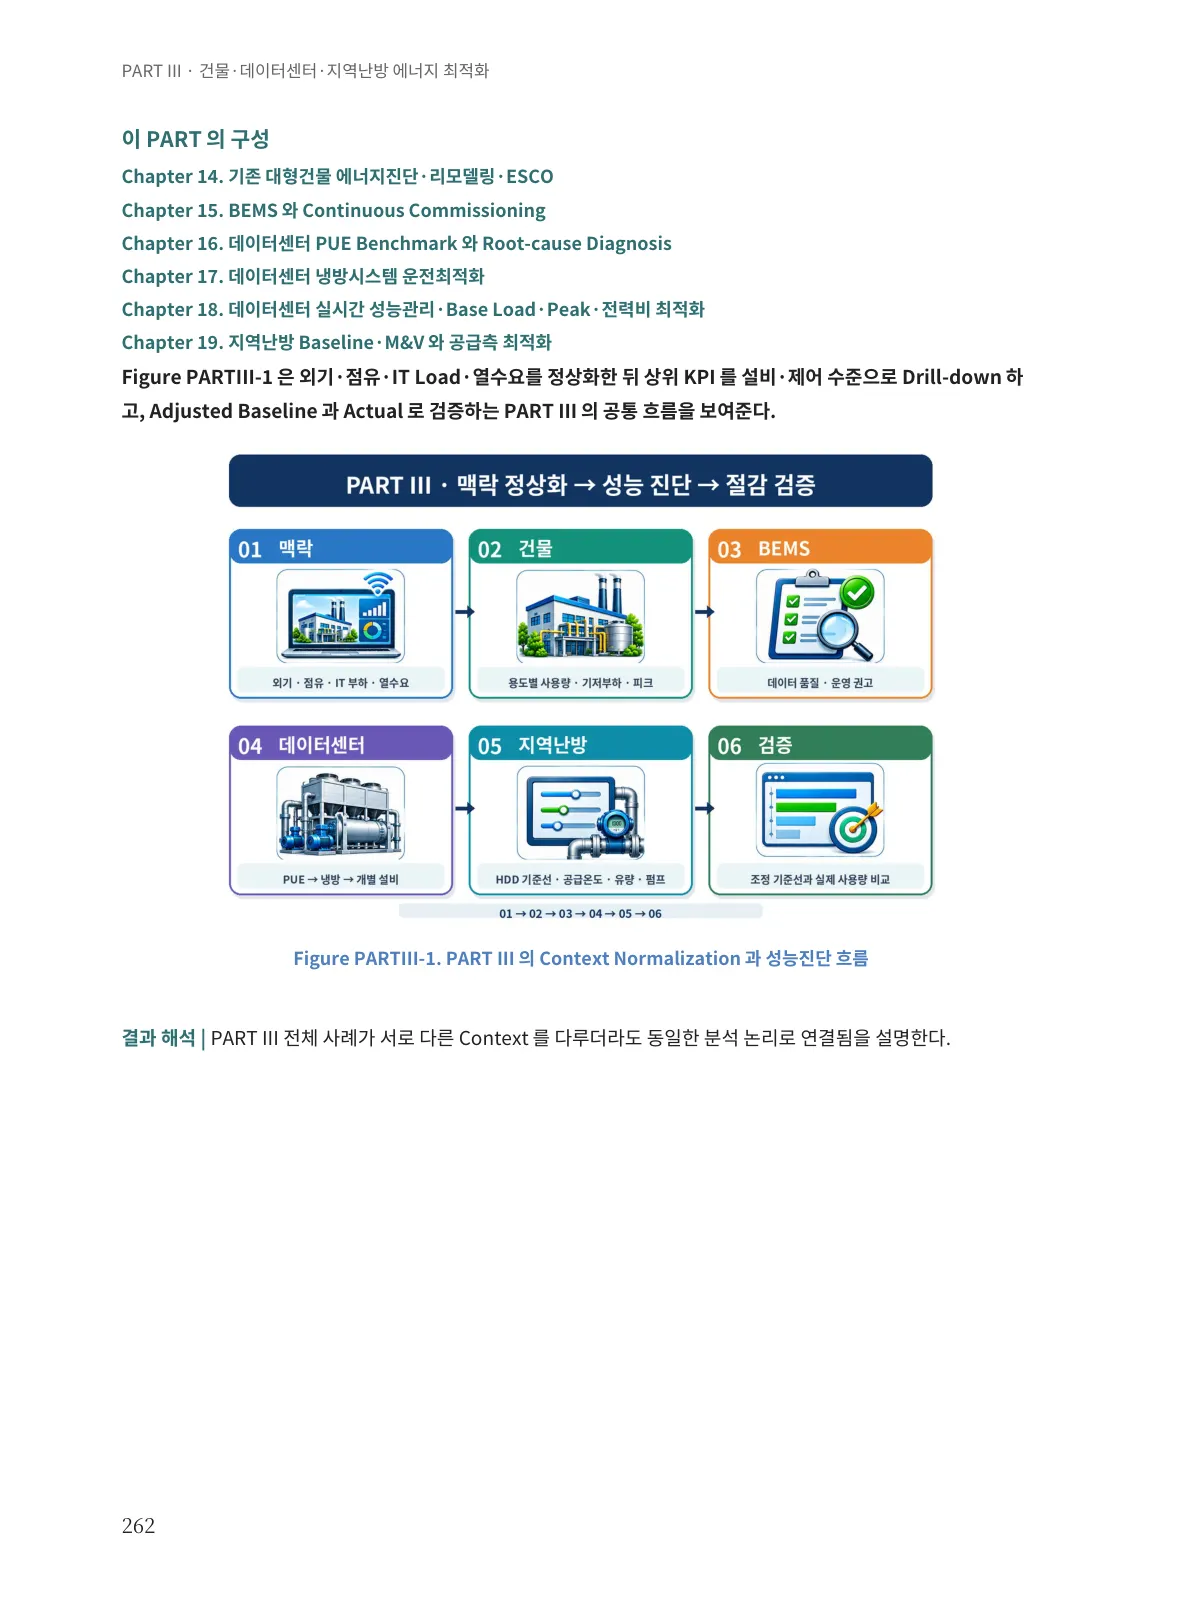 PART III · 건물·데이터센터·지역난방 에너지 최적화
이 PART 의 구성
Chapter 14. 기존 대형건물 에너지진단·리모델링·ESCO
Chapter 15. BEMS 와 Continuous Commissioning
Chapter 16. 데이터센터 PUE Benchmark 와 Root-cause Diagnosis
Chapter 17. 데이터센터 냉방시스템 운전최적화
Chapter 18. 데이터센터 실시간 성능관리·Base Load·Peak·전력비 최적화
Chapter 19. 지역난방 Baseline·M&V 와 공급측 최적화
Figure PARTIII-1 은 외기·점유·IT Load·열수요를 정상화한 뒤 상위 KPI 를 설비·제어 수준으로 Drill-down 하
고, Adjusted Baseline 과 Actual 로 검증하는 PART III 의 공통 흐름을 보여준다.
PART III · 맥락 정상화 → 성능 진단 → 절감 검증
01 맥락
외기 · 점유 · IT 부하 · 열수요
02 건물
용도별 사용량 · 기저부하 · 피크
03 BEMS
데이터 품질 · 운영 권고
04 데이터센터
PUE → 냉방 → 개별 설비
05 지역난방
HDD 기준선 · 공급온도 · 유량 · 펌프
06 검증
조정 기준선과 실제 사용량 비교
01 → 02 → 03 → 04 → 05 → 06
Figure PARTIII-1. PART III 의 Context Normalization 과 성능진단 흐름
결과 해석 | PART III 전체 사례가 서로 다른 Context 를 다루더라도 동일한 분석 논리로 연결됨을 설명한다.
262